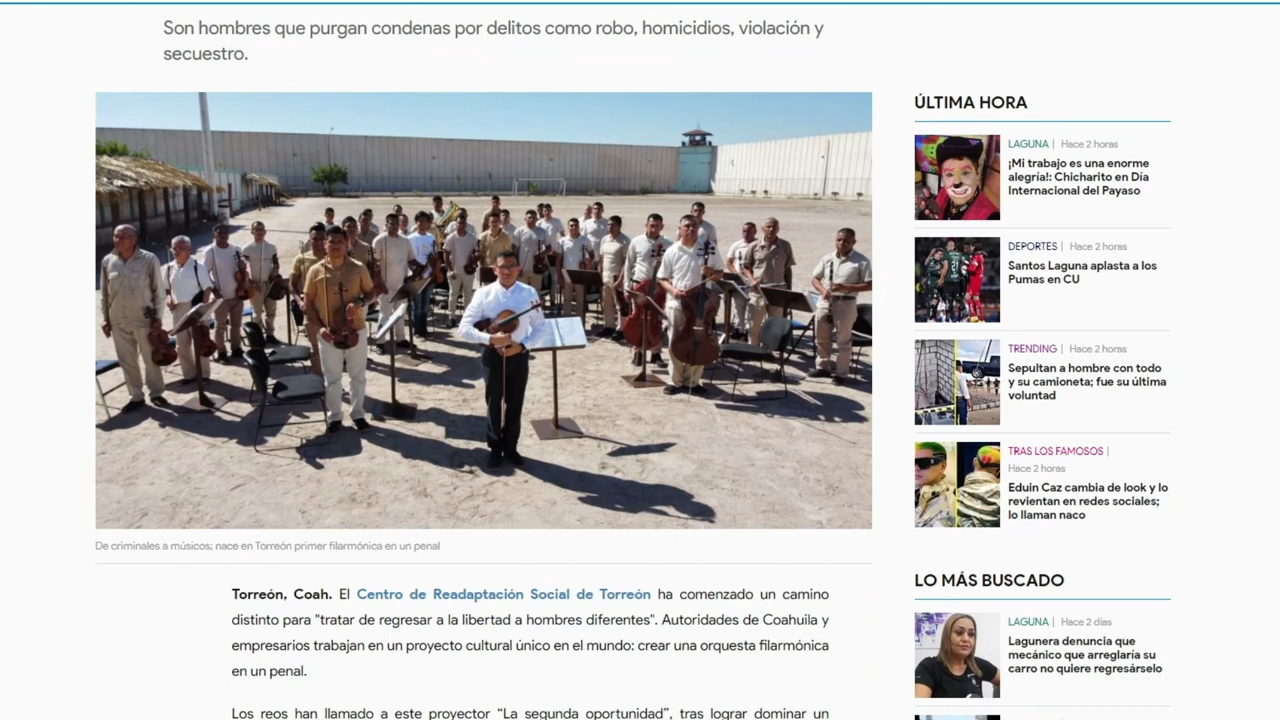 Son hombres que purgan condenas por delitos como robo, homicidios, violación y
secuestro.
De criminales a músicos; nace en Torreón primer filarmónica en un penal
Torreón, Coah. El Centro de Readaptación Social de Torreón ha comenzado un camino
distinto para "tratar de regresar a la libertad a hombres diferentes". Autoridades de Coahuila y
empresarios trabajan en un proyecto cultural único en el mundo: crear una orquesta filarmónica
en un penal.
Los reos han llamado a este proyector “La segunda oportunidad”, tras lograr dominar un
ÚLTIMA HORA
LAGUNA | Hace 2 horas
¡Mi trabajo es una enorme
alegría!: Chicharito en Día
Internacional del Payaso
DEPORTES | Hace 2 horas
Santos Laguna aplasta a los
Pumas en CU
TRENDING | Hace 2 horas
Sepultan a hombre con todo
y su camioneta; fue su última
voluntad
TRAS LOS FAMOSOS |
Hace 2 horas
Eduin Caz cambia de look y lo
revientan en redes sociales;
lo llaman naco
LO MÁS BUSCADO
LAGUNA | Hace 2 días
Lagunera denuncia que
mecánico que arreglaría su
carro no quiere regresárselo